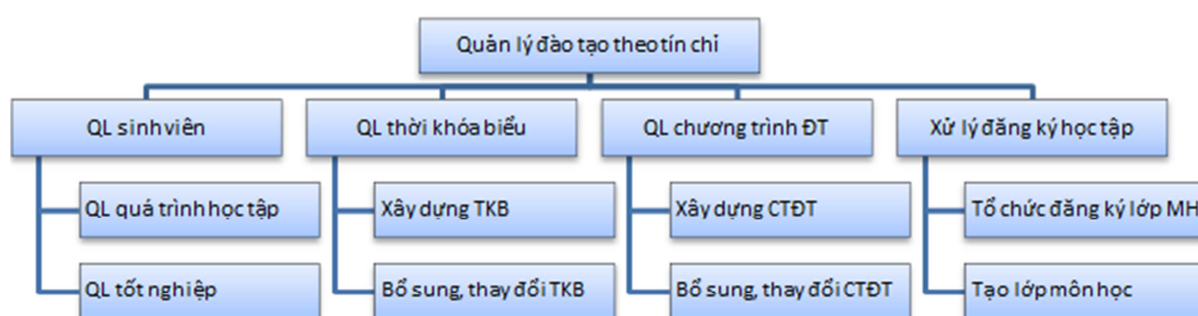 Quản lý đào tạo theo tín chỉ
QL sinh viên
QL thời khóa biểu
QL chương trình ĐT
Xử lý đăng ký học tập
QL quá trình học tập
Xây dựng TKB
Xây dựng CTĐT
Tổ chức đăng ký lớp MH
QL tốt nghiệp
Bổ sung, thay đổi TKB
Bổ sung, thay đổi CTĐT
Tạo lớp môn học